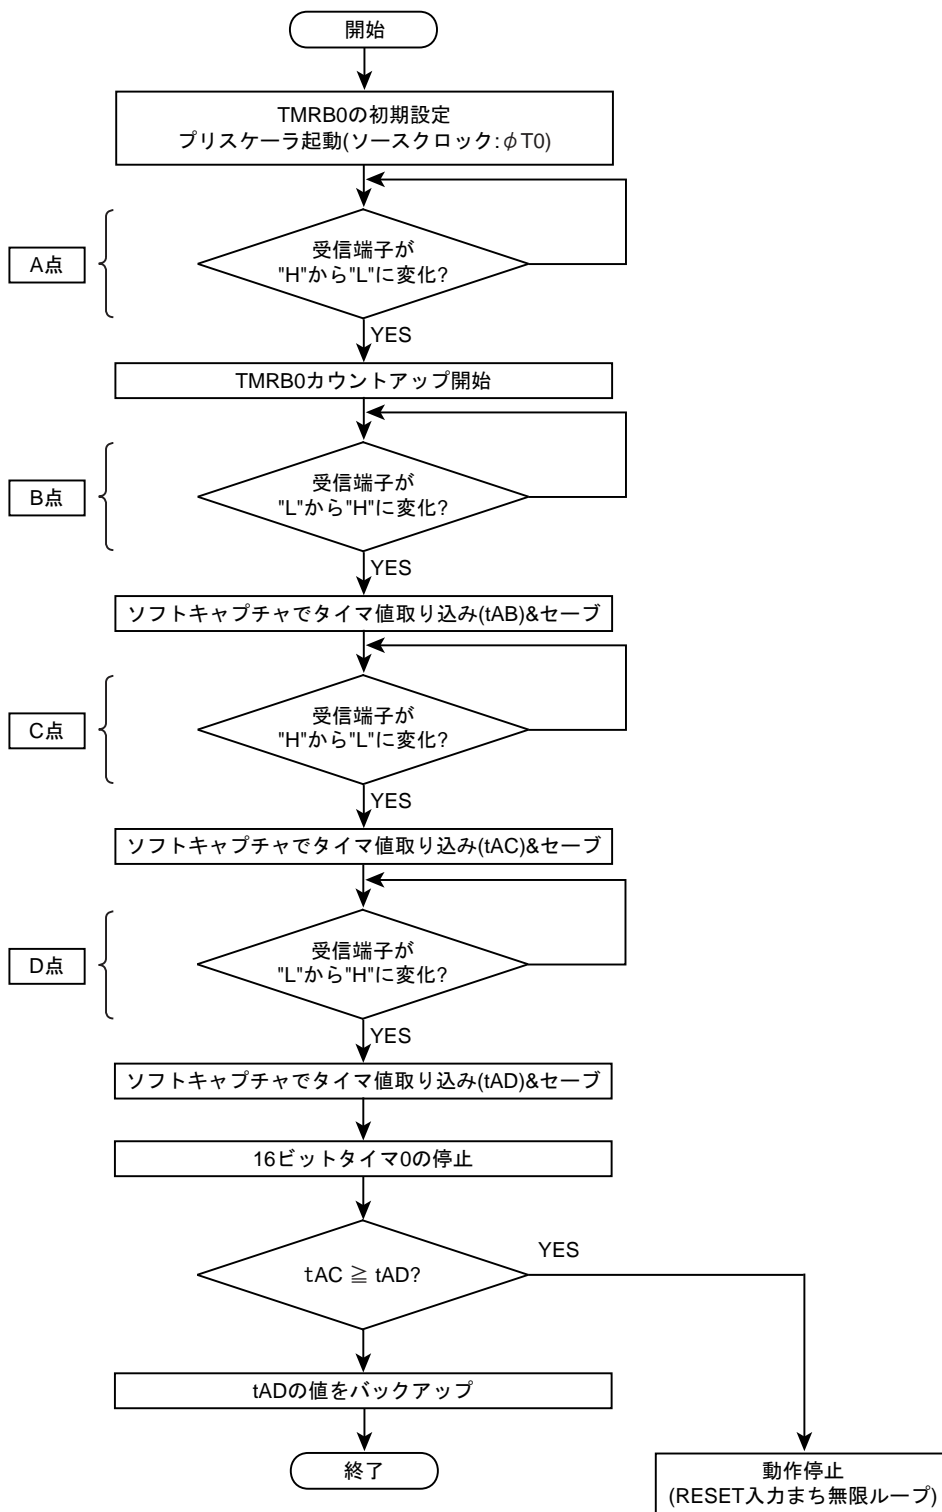 開始
TMRB0の初期設定
プリスケーラ起動(ソースクロック:φT0)
A点
受信端子が
"H"から"L"に変化?
YES
TMRB0カウントアップ開始
B点
受信端子が
"L"から"H"に変化?
YES
ソフトキャプチャでタイマ値取り込み(tAB)&セーブ
C点
受信端子が
"H"から"L"に変化?
YES
ソフトキャプチャでタイマ値取り込み(tAC)&セーブ
D点
受信端子が
"L"から"H"に変化?
YES
ソフトキャプチャでタイマ値取り込み(tAD)&セーブ
16ビットタイマ0の停止
YES
tAC ≧ tAD?
tADの値をバックアップ
終了
動作停止
(RESET入力まち無限ループ)